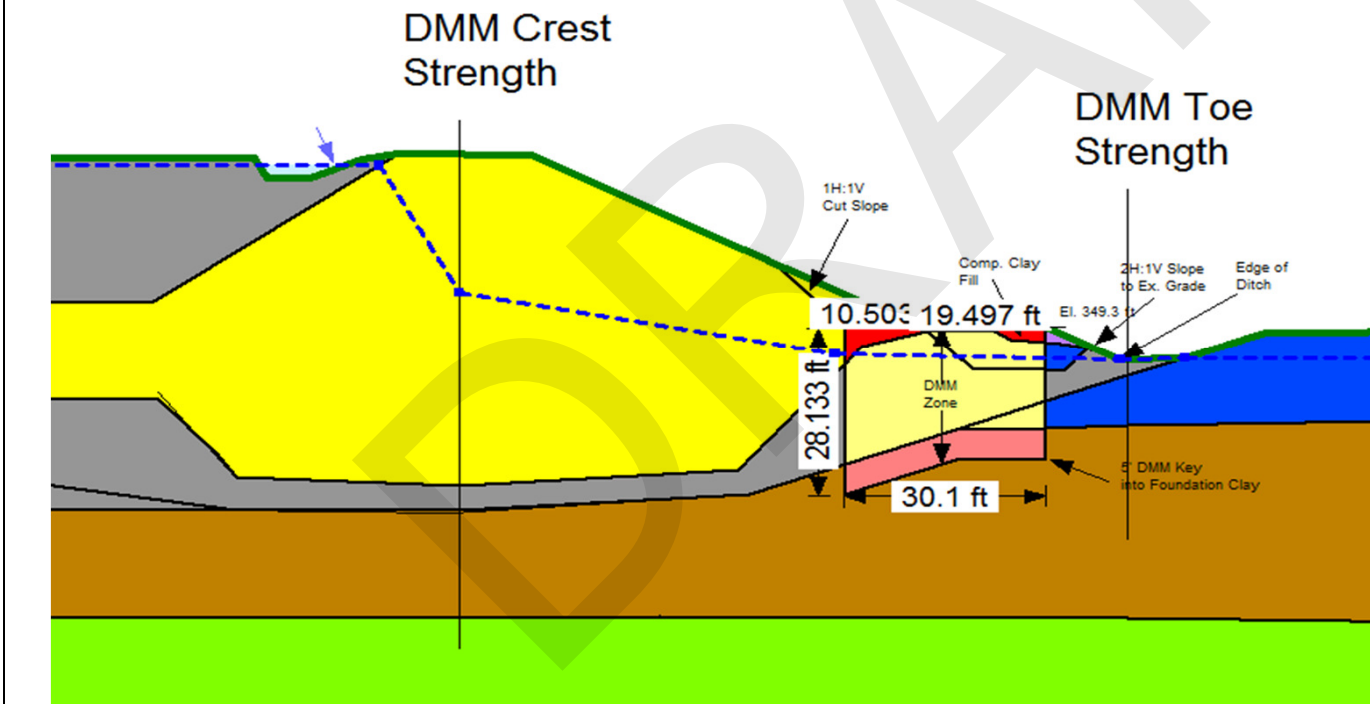 DMM Crest
Strength
DMM Toe
Strength
1H:1V
Cut Slope
Comp. Clay
Fill
2H:1V Slope
to Ex. Grade
Edge of
Ditch
10.503
19.497 ft
El. 349.3 ft
28.133 ft
DMM
Zone
5' DMM Key
into Foundation Clay
30.1 ft
DRA